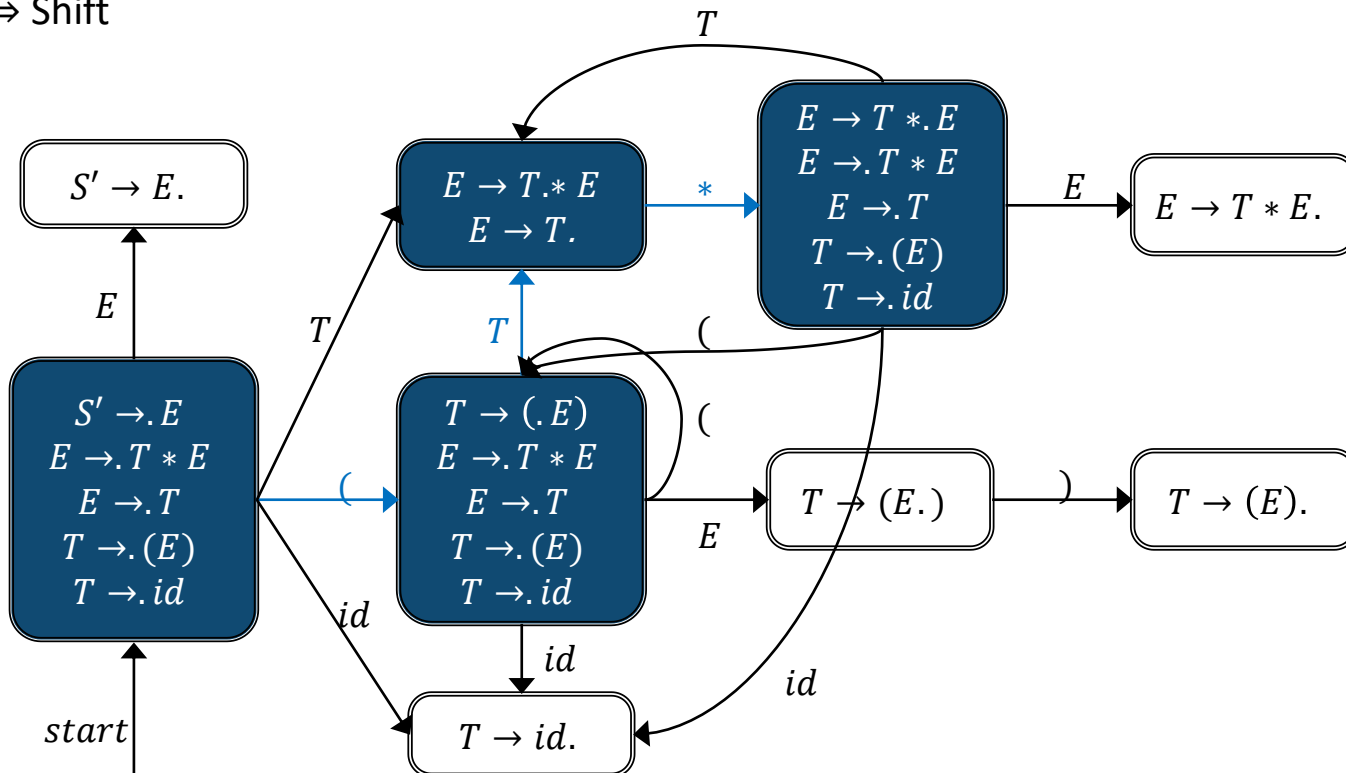 ⇒ Shift
T
E → T ∗. E
E →. T ∗ E
E →. T
T →. (E)
T →. id
S′ → E.
E → T.∗ E
E → T.
∗
E
E → T ∗ E.
E
T
T
(
S′ →. E
E →. T ∗ E
E →. T
T →. (E)
T →. id
(
T → (. E)
E →. T ∗ E
E →. T
T →. (E)
T →. id
(
E
T → (E. )
)
T → (E).
id
id
id
start
T → id.